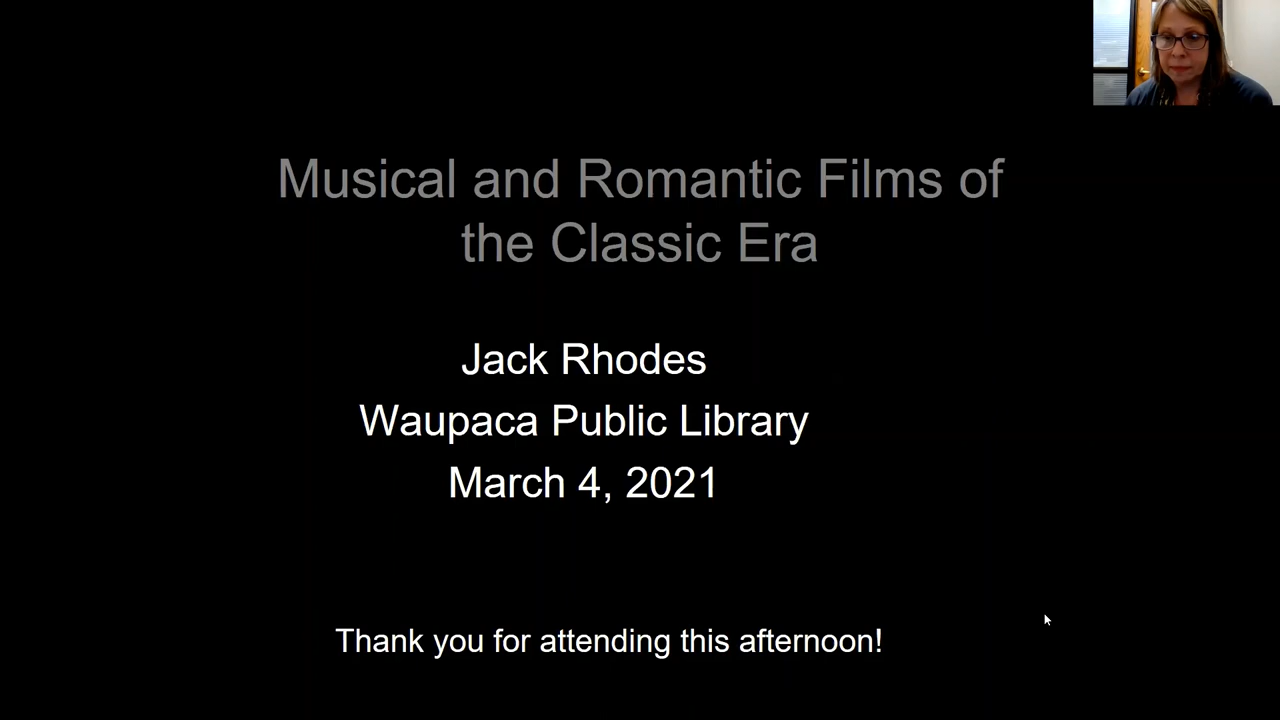 Musical and Romantic Films of
the Classic Era
Jack Rhodes
Waupaca Public Library
March 4, 2021
Thank you for attending this afternoon!